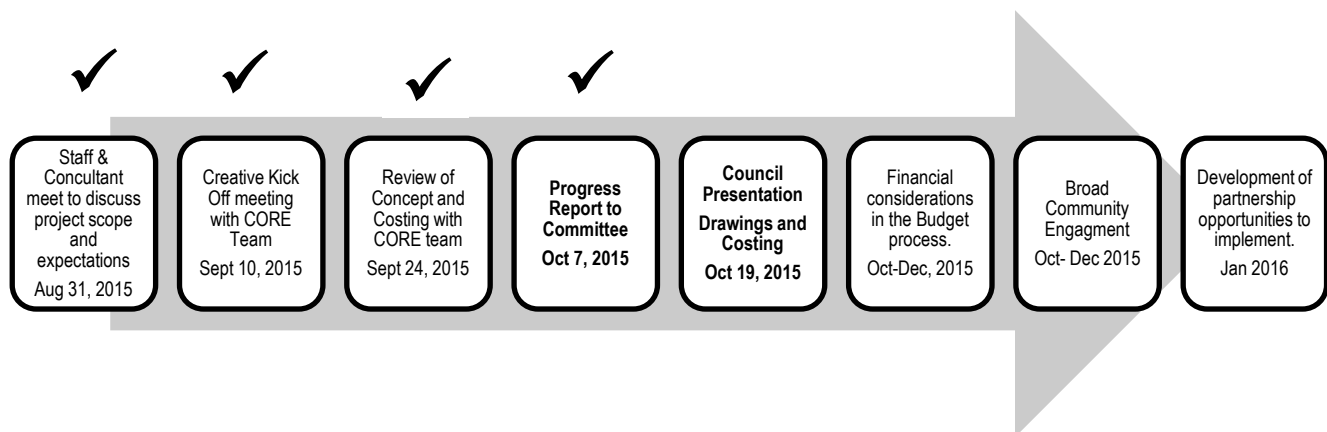 Staff &
Concultant
meet to discuss
project scope
and
expectations
Aug 31, 2015
Creative Kick
Off meeting
with CORE
Team
Sept 10, 2015
Review of
Concept and
Costing with
CORE team
Sept 24, 2015
Progress
Report to
Committee
Oct 7, 2015
Council
Presentation
Drawings and
Costing
Oct 19, 2015
Financial
considerations
in the Budget
process.
Oct-Dec, 2015
Broad
Community
Engagment
Oct- Dec 2015
Development of
partnership
opportunities to
implement.
Jan 2016